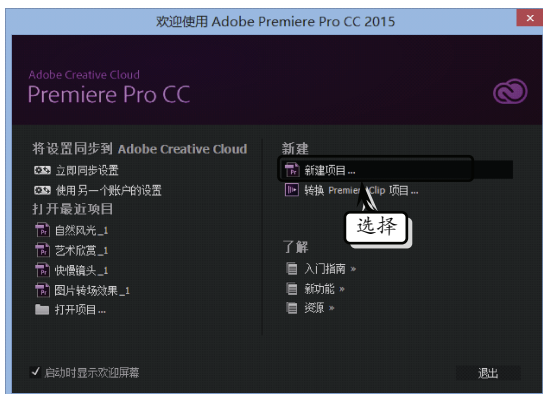 欢迎使用 Adobe Premiere Pro CC 2015
Adobe Creative Cloud
Premiere Pro CC
将设置同步到 Adobe Creative Cloud
立即同步设置
使用另一个账户的设置
打开最近项目
自然风光_1
艺术欣赏_1
快慢镜头_1
图片转场效果_1
打开项目...
新建
新建项目...
转换 Premiere Clip 项目...
选择
了解
入门指南 »
新功能 »
资源 »
启动时显示欢迎屏幕
退出